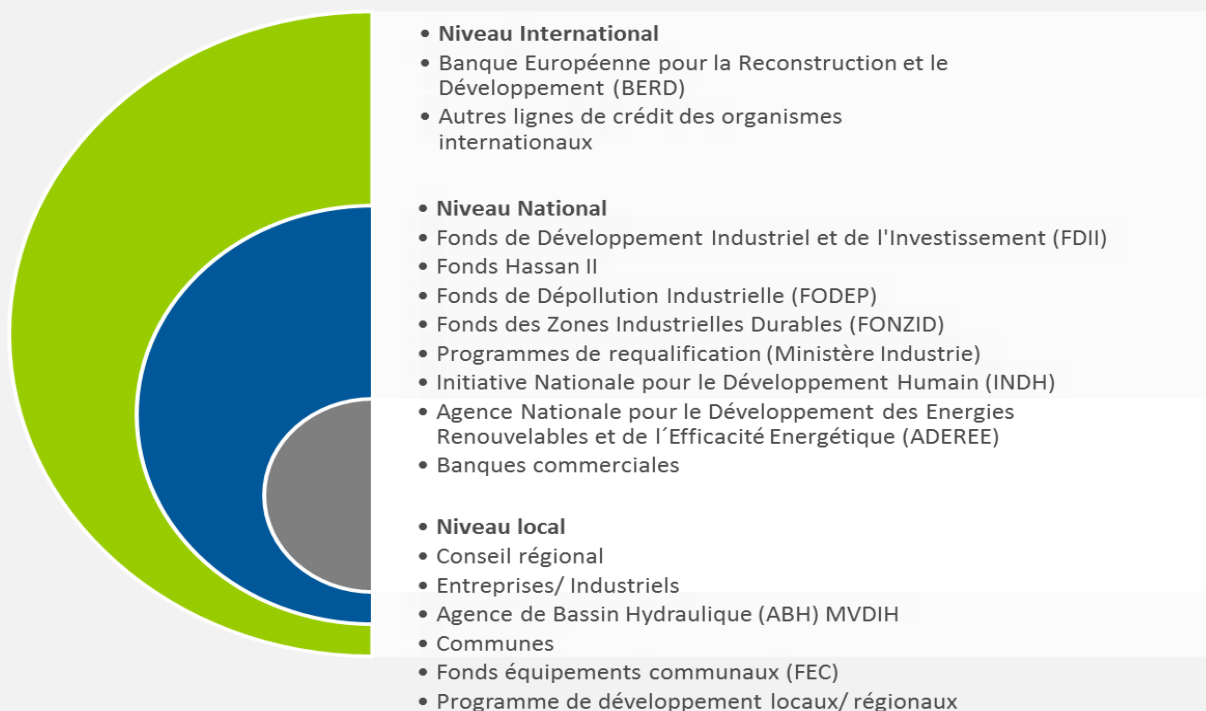 • Niveau International
• Banque Européenne pour la Reconstruction et le
Développement (BERD)
• Autres lignes de crédit des organismes
internationaux
• Niveau National
• Fonds de Développement Industriel et de l'Investissement (FDII)
• Fonds Hassan II
• Fonds de Dépollution Industrielle (FODEP)
• Fonds des Zones Industrielles Durables (FONZID)
• Programmes de requalification (Ministère Industrie)
• Initiative Nationale pour le Développement Humain (INDH)
• Agence Nationale pour le Développement des Energies
Renouvelables et de l´Efficacité Energétique (ADEREE)
• Banques commerciales
• Niveau local
• Conseil régional
• Entreprises/ Industriels
• Agence de Bassin Hydraulique (ABH) MVDIH
• Communes
• Fonds équipements communaux (FEC)
• Programme de développement locaux/ régionaux